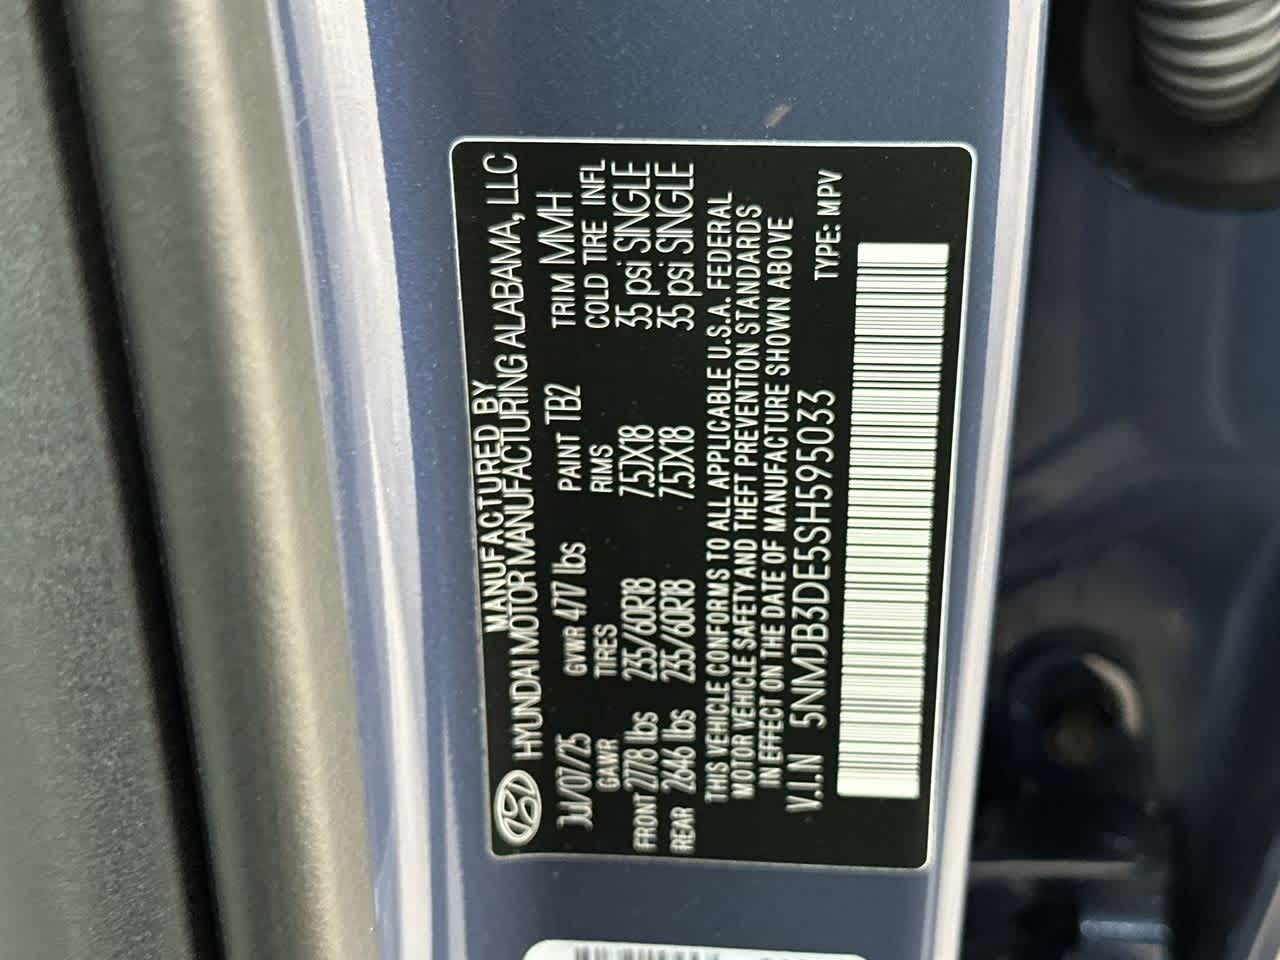 MANUFACTURED BY
HYUNDAI MOTOR MANUFACTURING ALABAMA, LLC
JU/07/25 GVWR 4717 lbs PAINT TB2 TRIM MMH
GAWR TIRES RIMS COLD TIRE INFL
FRONT 2778 lbs 235/60R18 7.5JX18 35 psi SINGLE
REAR 2646 lbs 235/60R18 7.5JX18 35 psi SINGLE
THIS VEHICLE CONFORMS TO ALL APPLICABLE U.S.A. FEDERAL
MOTOR VEHICLE SAFETY AND THEFT PREVENTION STANDARDS
IN EFFECT ON THE DATE OF MANUFACTURE SHOWN ABOVE
V.I.N 5NMJB3DE5SH595033
TYPE: MPV